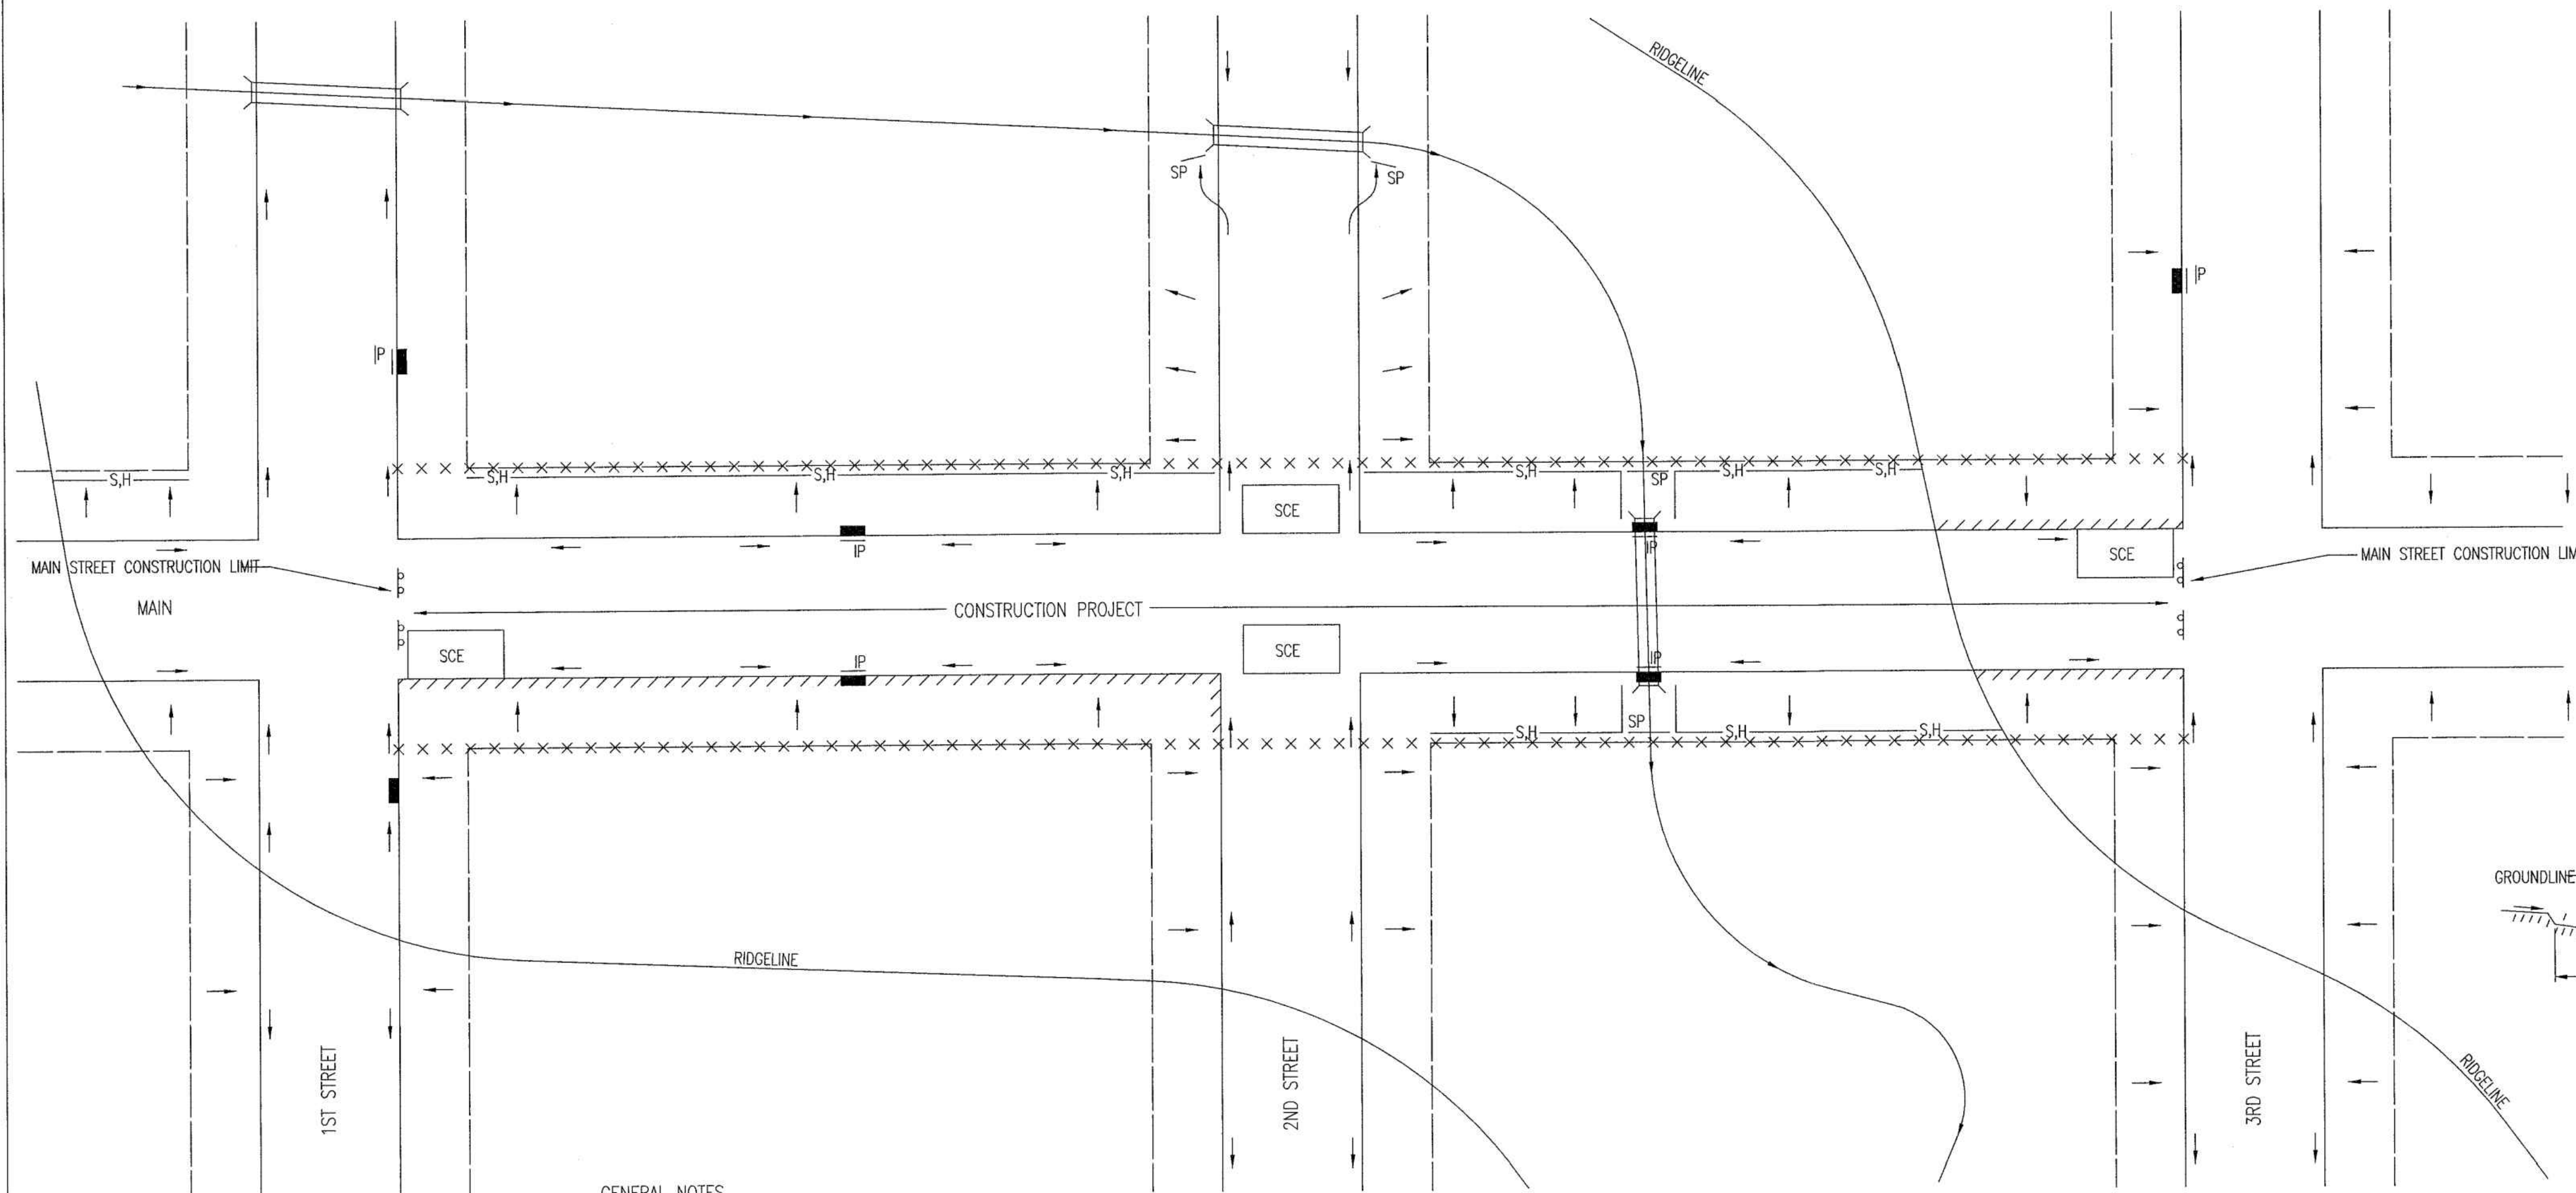 RIDGELINE
SP
SP
IP
IP
S,H
S,H
S,H
S,H
S,H
SP
S,H
S,H
SCE
IP
IP
SCE
MAIN STREET CONSTRUCTION LIMIT
MAIN STREET CONSTRUCTION LIM
MAIN
CONSTRUCTION PROJECT
SCE
IP
SCE
IP
S,H
SP
S,H
S,H
GROUNDLINE
RIDGELINE
1ST STREET
2ND STREET
3RD STREET
RIDGELINE
GENERAL NOTES